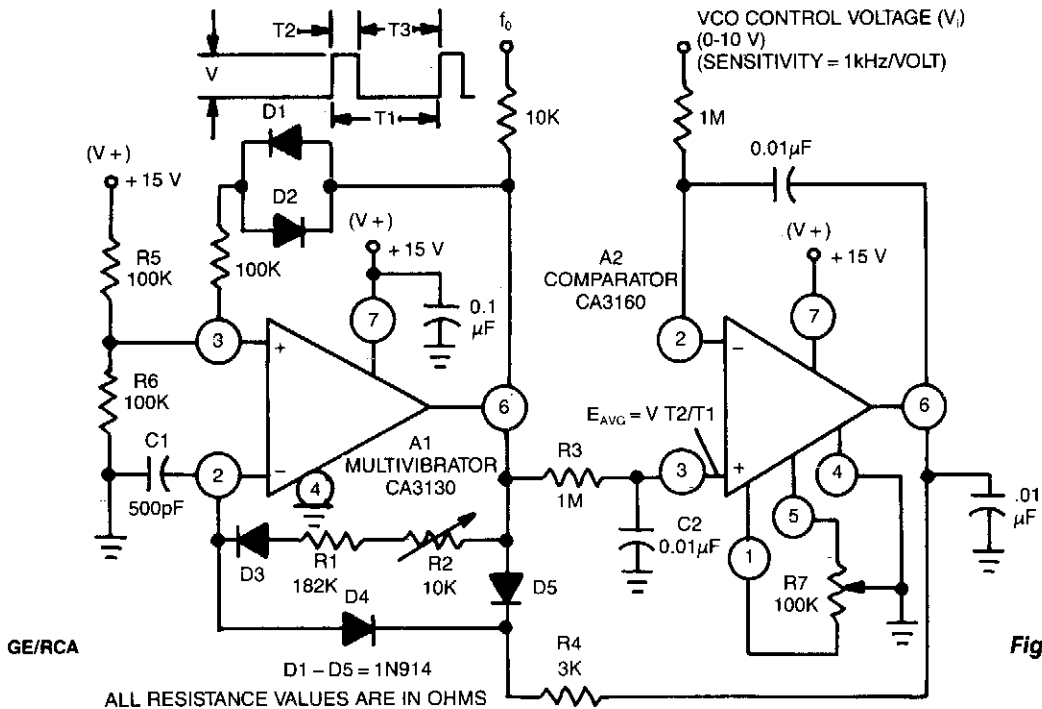 T2
T3
f₀
VCO CONTROL VOLTAGE (Vᵢ)
(0-10 V)
(SENSITIVITY = 1kHz/VOLT)
V
T1
D1
10K
1M
0.01µF
(V +)
+ 15 V
D2
(V +)
+ 15 V
(V +)
+ 15 V
R5
100K
100K
A2
COMPARATOR
CA3160
0.1
µF
7
7
3
+
2
−
R6
100K
6
6
C1
A1
MULTIVIBRATOR
CA3130
E_AVG = V T2/T1
R3
1M
3
+
4
2
−
4
500pF
5
.01
µF
C2
0.01µF
1
D3
R1
182K
R2
10K
D5
R7
100K
D4
GE/RCA
R4
3K
Fig
D1 – D5 = 1N914
ALL RESISTANCE VALUES ARE IN OHMS